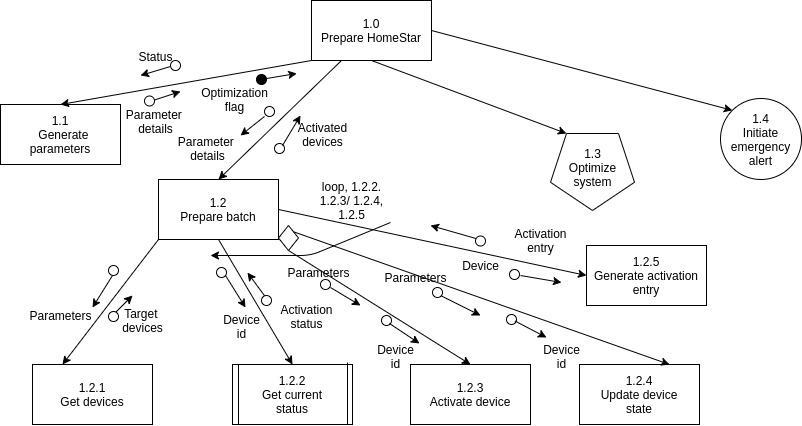 1.0
Prepare HomeStar
Status
Optimization
flag
Parameter
details
1.1
Generate
parameters
Parameter
details
Activated
devices
1.3
Optimize
system
1.4
Initiate
emergency
alert
1.2
Prepare batch
loop, 1.2.2.
1.2.3/ 1.2.4,
1.2.5
Activation
entry
Device
1.2.5
Generate activation
entry
Parameters
Target
devices
Device
id
Activation
status
Parameters
Device
id
Parameters
Device
id
1.2.1
Get devices
1.2.2
Get current
status
1.2.3
Activate device
1.2.4
Update device
state